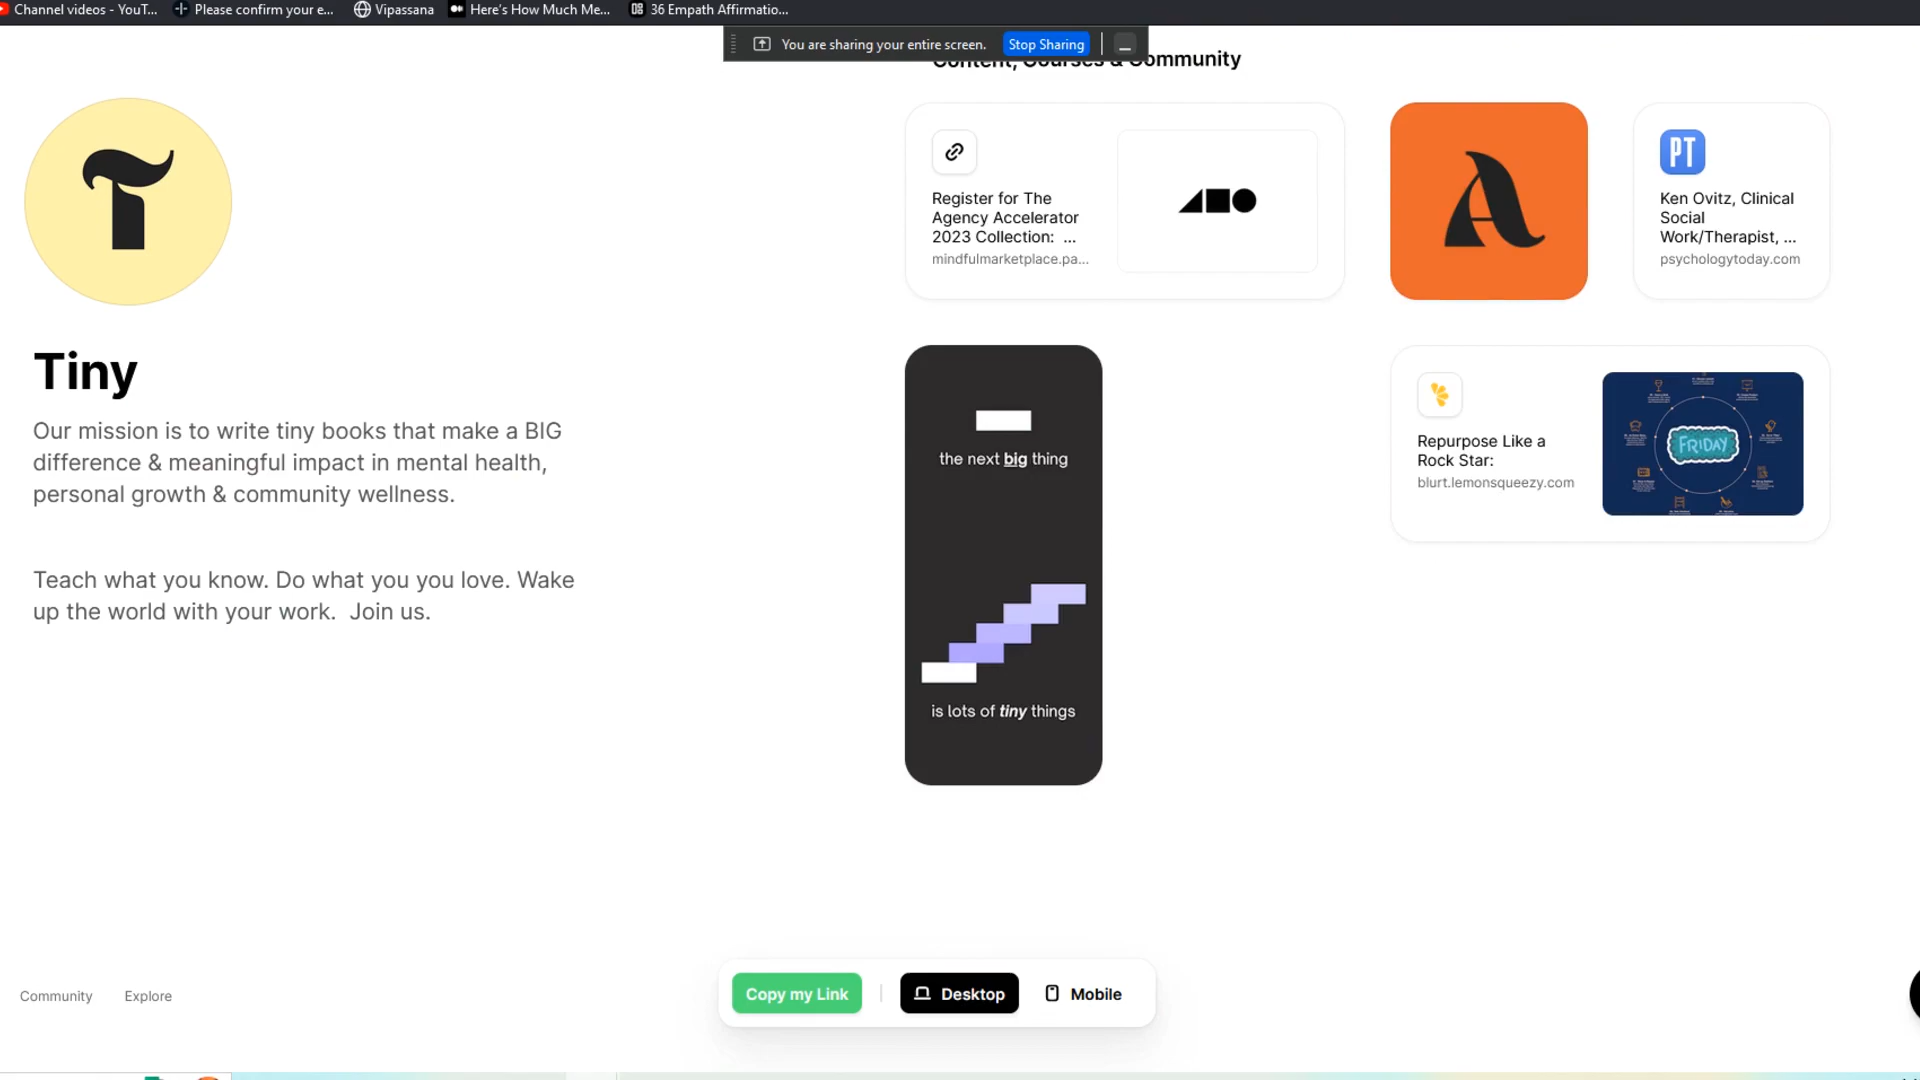 Channel videos - YouT...
Please confirm your e...
Vipassana
Here's How Much Me...
36 Empath Affirmatio...
You are sharing your entire screen.
Stop Sharing
Content, Courses & Community
T
Tiny
Our mission is to write tiny books that make a BIG
difference & meaningful impact in mental health,
personal growth & community wellness.
Teach what you know. Do what you you love. Wake
up the world with your work.  Join us.
Register for The
Agency Accelerator
2023 Collection:  ...
mindfulmarketplace.pa...
A
PT
Ken Ovitz, Clinical
Social
Work/Therapist, ...
psychologytoday.com
the next big thing
is lots of tiny things
Repurpose Like a
Rock Star:
blurt.lemonsqueezy.com
FRIDAY
Community
Explore
Copy my Link
Desktop
Mobile